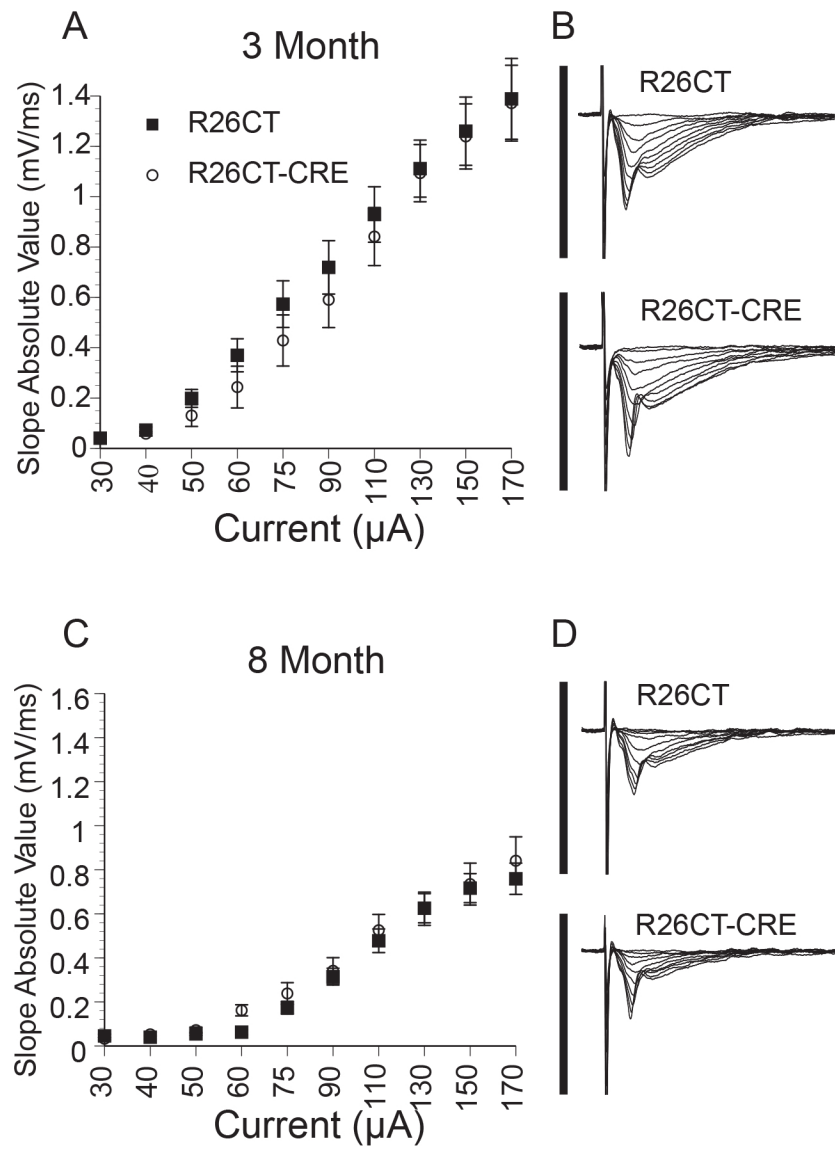 A
3 Month
Slope Absolute Value (mV/ms)
1.4
1.2
1
0.8
0.6
0.4
0.2
0
R26CT
R26CT-CRE
30 40 50 60 75 90 110 130 150 170
Current (µA)
B
R26CT
R26CT-CRE
C
8 Month
Slope Absolute Value (mV/ms)
1.6
1.4
1.2
1
0.8
0.6
0.4
0.2
0
30 40 50 60 75 90 110 130 150 170
Current (µA)
D
R26CT
R26CT-CRE